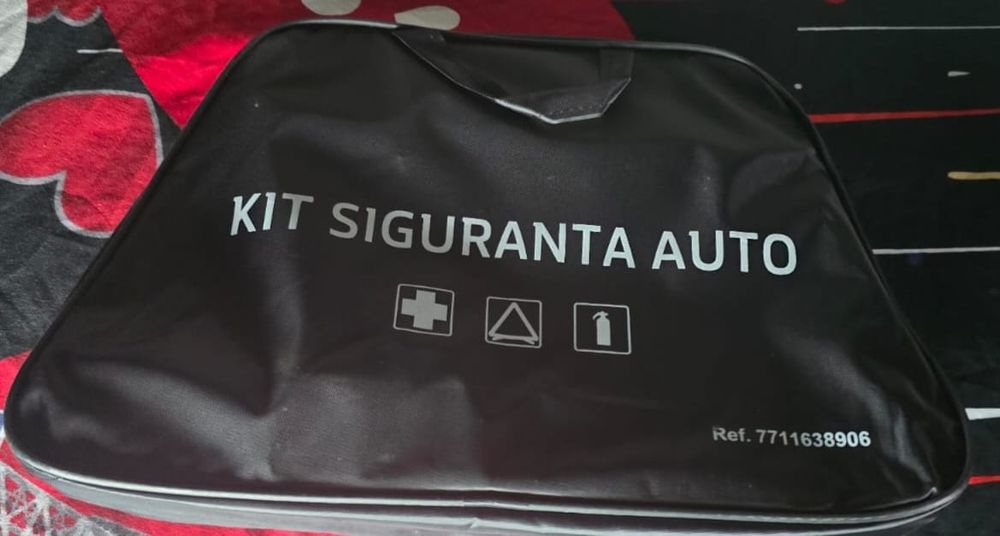 KIT SIGURANTA AUTO
Ref. 7711638906